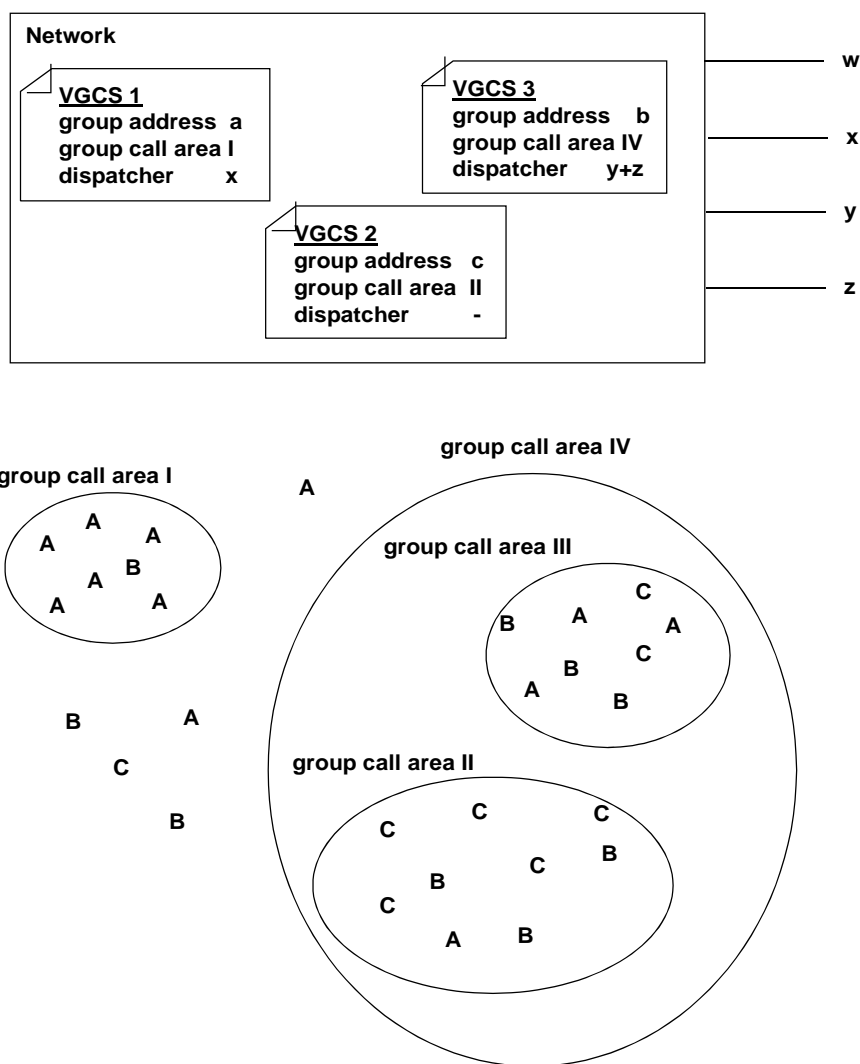 Network
w
VGCS 1
group address a
group call area I
dispatcher x
VGCS 3
group address b
group call area IV
dispatcher y+z
x
y
VGCS 2
group address c
group call area II
dispatcher -
z
group call area IV
group call area I
A
A
A A
group call area III
A B
A A
C
B A A
C
B
A B
B A
C
group call area II
B
C C C
C B
B
C
A B